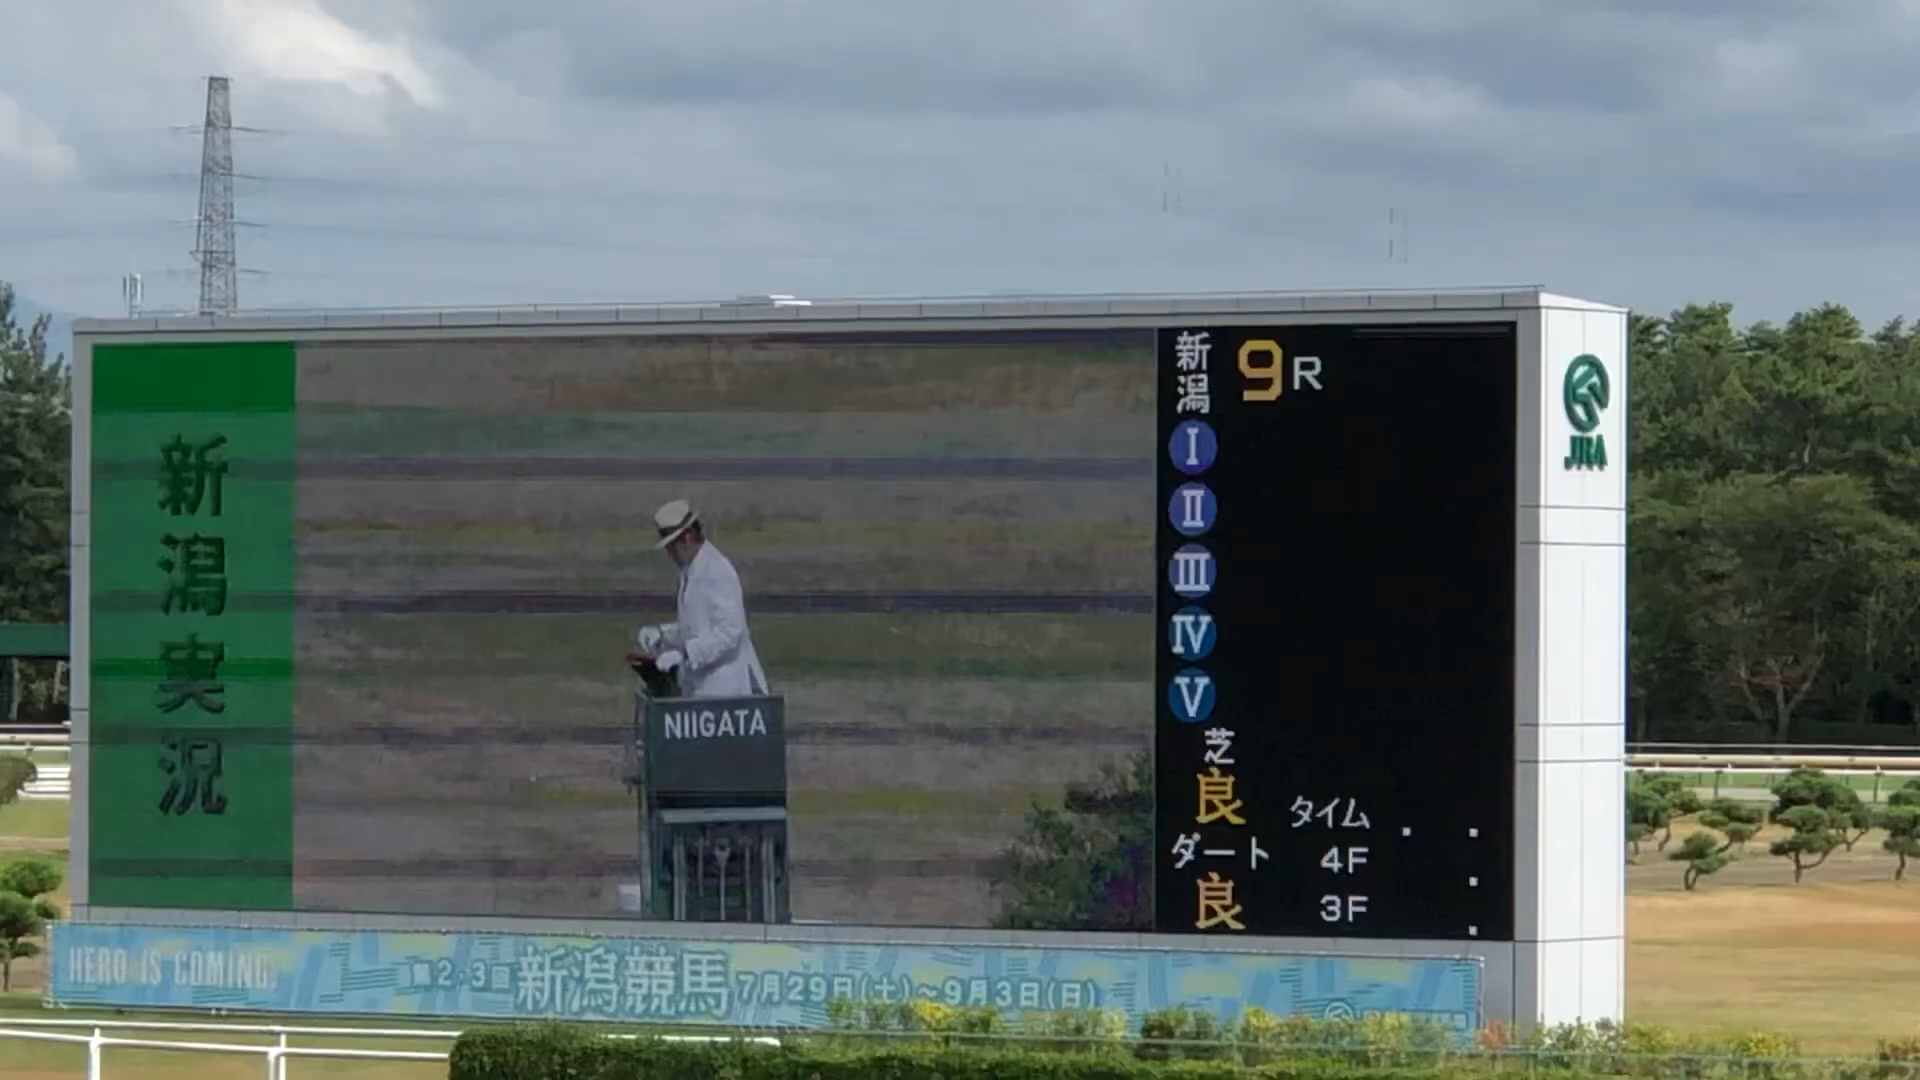 新潟実況
NIIGATA
新潟 9R
I
II
III
IV
V
芝
良
タイム . .
ダート 4F .
良 3F .
JRA
HERO IS COMING.
第2・3回 新潟競馬 7月29日(土)～9月3日(日)